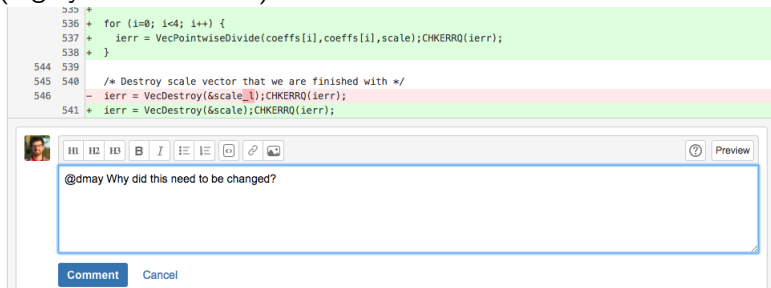 535 +
536 + for (i=0; i<4; i++) {
537 + ierr = VecPointwiseDivide(coeffs[i],coeffs[i],scale);CHKERRQ(ierr);
538 + }
544 539
545 540 /* Destroy scale vector that we are finished with */
546 - ierr = VecDestroy(&scale_l);CHKERRQ(ierr);
541 + ierr = VecDestroy(&scale);CHKERRQ(ierr);
H1 H2 H3 B I Preview
@dmay Why did this need to be changed?
Comment Cancel